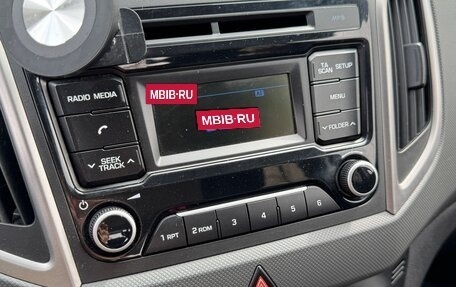 MP3
RADIO MEDIA
MBIB.RU
MBIB.RU
TA
SCAN
SETUP
MENU
FOLDER
SEEK
TRACK
1 RPT
2 RDM
3
4
5
6